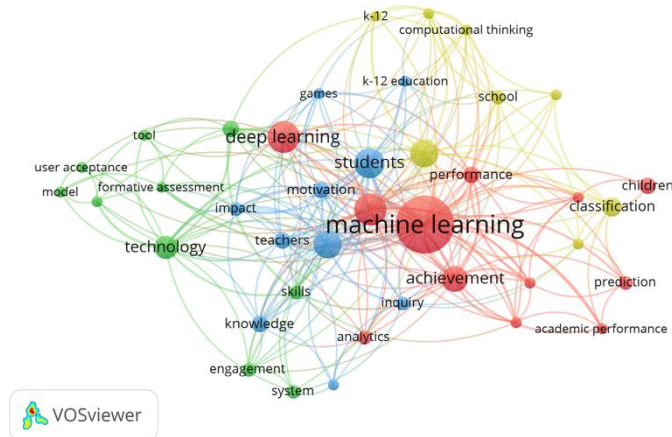 k-12
computational thinking
k-12 education
games
school
deep learning
tool
students
user acceptance
performance
formative assessment
motivation
children
model
impact
classification
machine learning
teachers
technology
achievement
prediction
skills
inquiry
knowledge
academic performance
analytics
engagement
system
VOSviewer